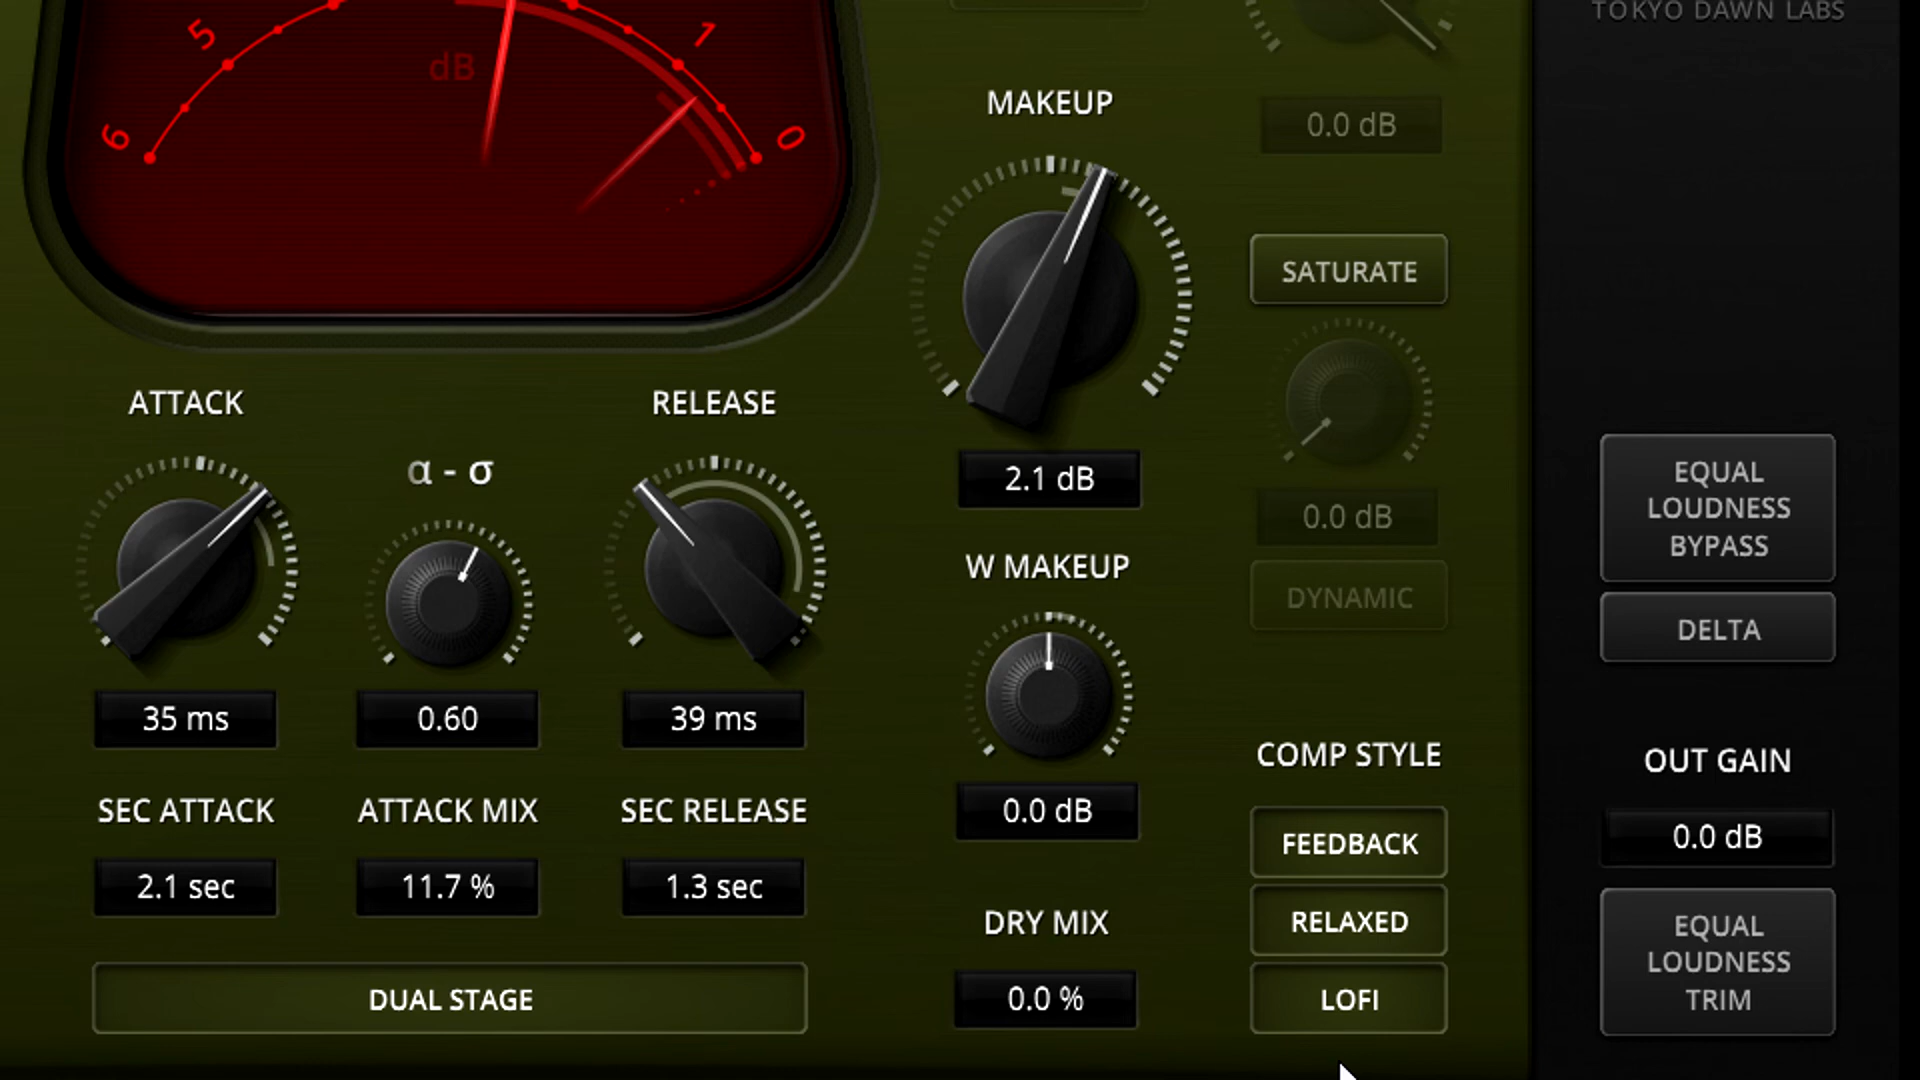 TOKYO DAWN LABS
5
dB
1
6
0
MAKEUP
0.0 dB
SATURATE
ATTACK
RELEASE
α - σ
2.1 dB
0.0 dB
EQUAL
LOUDNESS
BYPASS
W MAKEUP
DYNAMIC
DELTA
35 ms
0.60
39 ms
COMP STYLE
OUT GAIN
SEC ATTACK
ATTACK MIX
SEC RELEASE
0.0 dB
FEEDBACK
0.0 dB
2.1 sec
11.7 %
1.3 sec
DRY MIX
RELAXED
EQUAL
LOUDNESS
TRIM
DUAL STAGE
0.0 %
LOFI